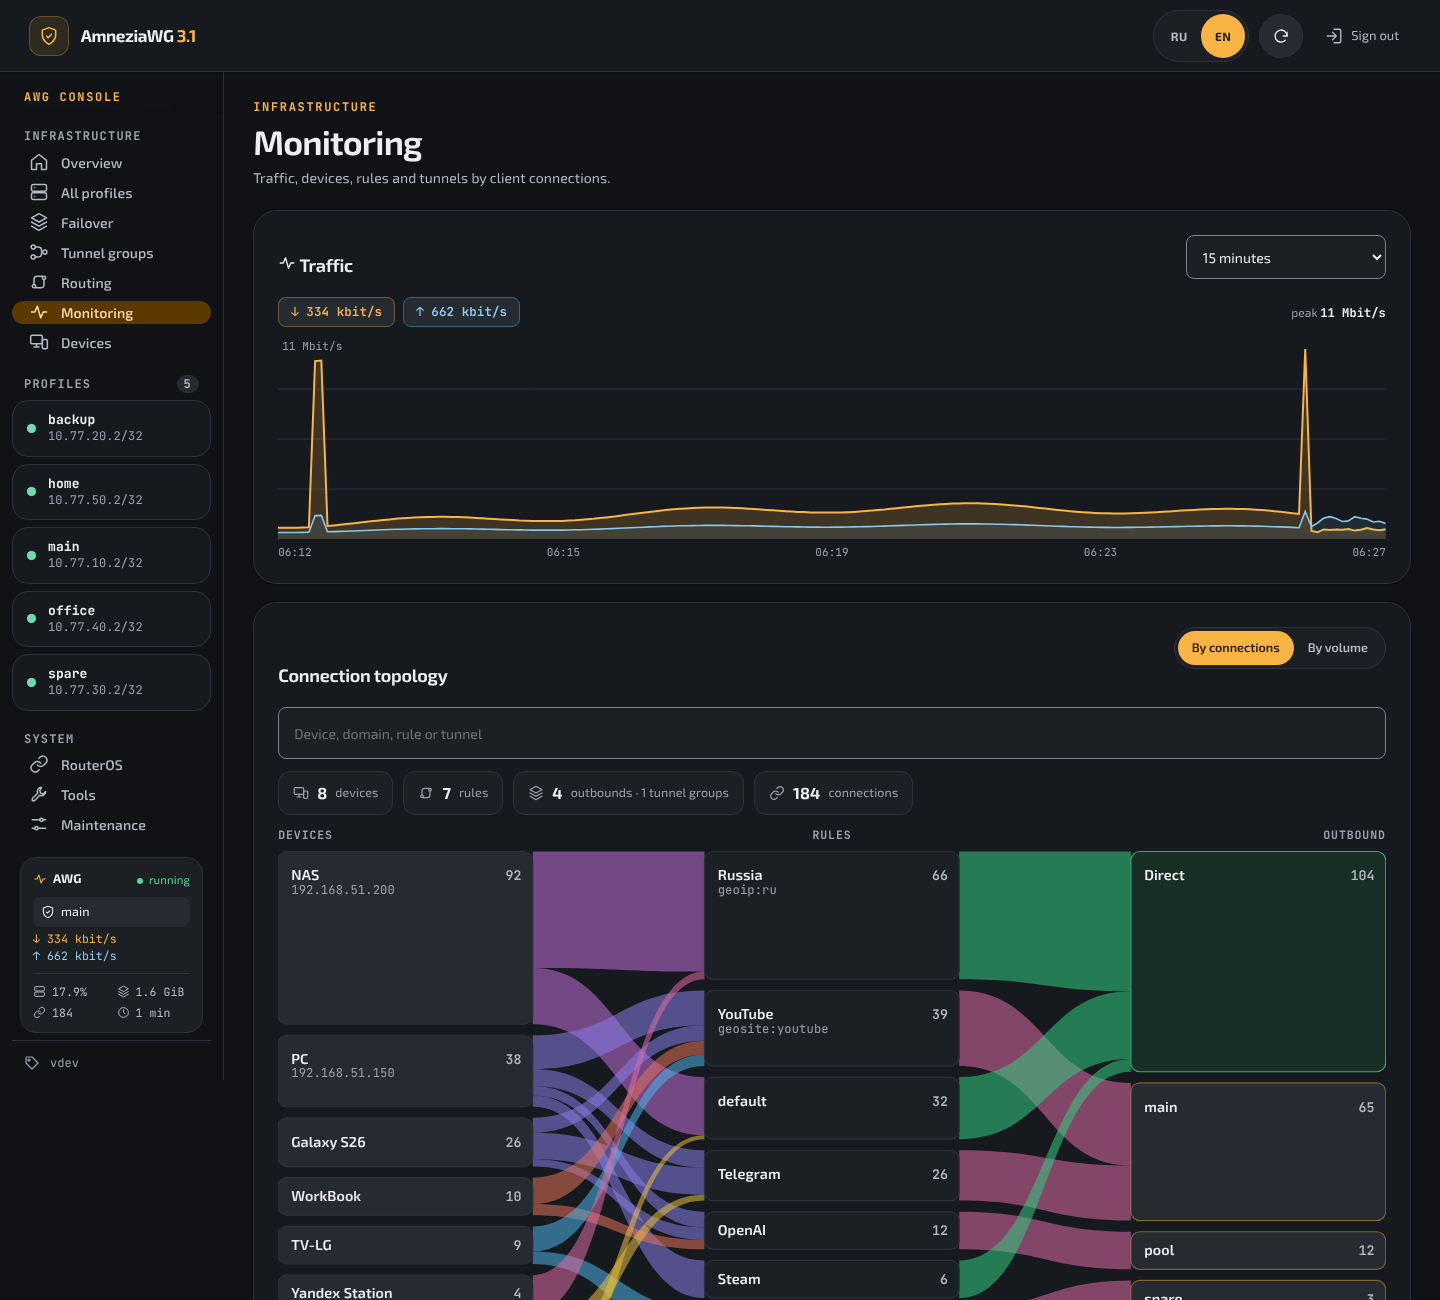 AmneziaWG 3.1
RU
EN
Sign out
AWG CONSOLE
INFRASTRUCTURE
Overview
All profiles
Failover
Tunnel groups
Routing
Monitoring
Devices
PROFILES 5
backup
10.77.20.2/32
home
10.77.50.2/32
main
10.77.10.2/32
office
10.77.40.2/32
spare
10.77.30.2/32
SYSTEM
RouterOS
Tools
Maintenance
AWG running
main
↓ 334 kbit/s
↑ 662 kbit/s
17.9% 1.6 GiB
184 1 min
vdev
INFRASTRUCTURE
Monitoring
Traffic, devices, rules and tunnels by client connections.
Traffic
15 minutes
↓ 334 kbit/s ↑ 662 kbit/s
peak 11 Mbit/s
11 Mbit/s
06:12 06:15 06:19 06:23 06:27
By connections By volume
Connection topology
Device, domain, rule or tunnel
8 devices
7 rules
4 outbounds · 1 tunnel groups
184 connections
DEVICES RULES OUTBOUND
NAS 92
192.168.51.200
PC 38
192.168.51.150
Galaxy S26 26
WorkBook 10
TV-LG 9
Yandex Station 4
Russia 66
geoip:ru
YouTube 39
geosite:youtube
default 32
Telegram 26
OpenAI 12
Steam 6
Direct 104
main 65
pool 12
spare 3